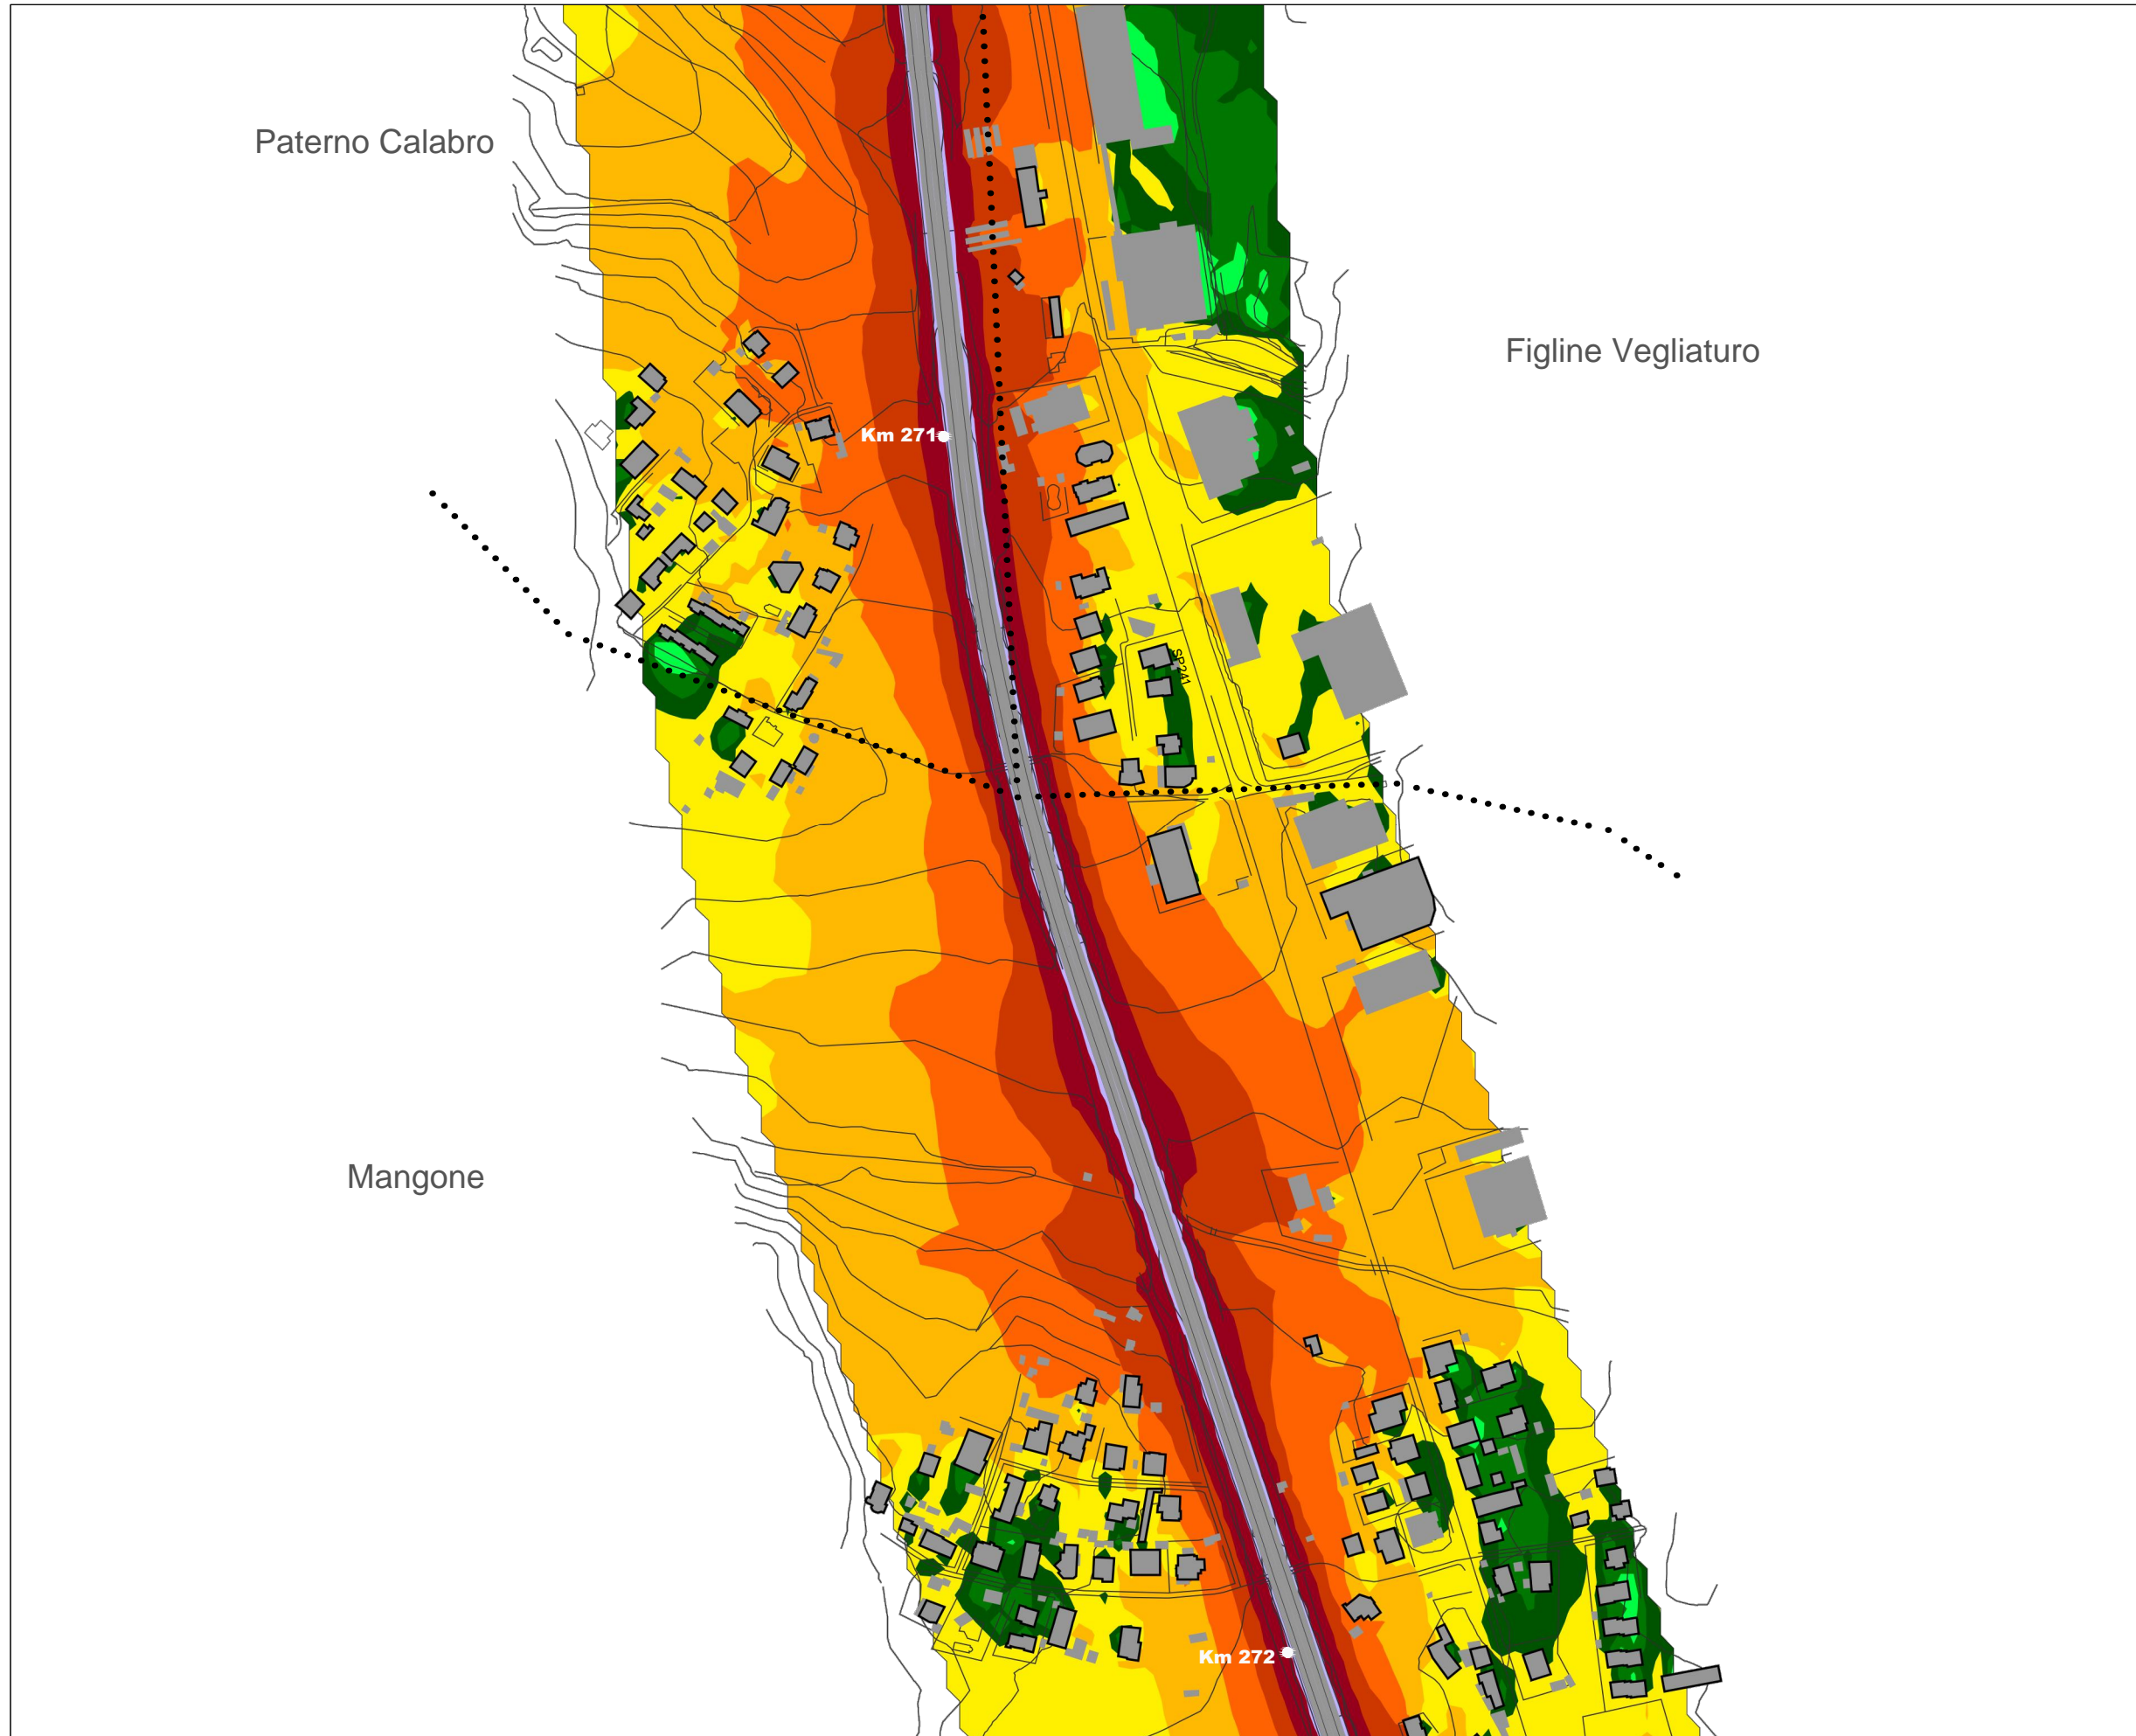 Paterno Calabro
Figline Vegliaturo
Km 271
SP241
Mangone
Km 272